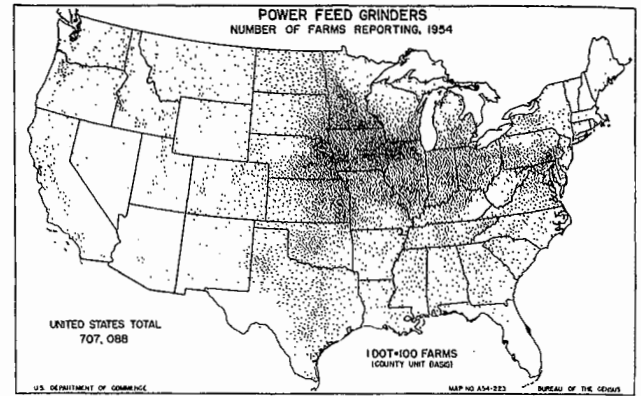 POWER FEED GRINDERS
NUMBER OF FARMS REPORTING, 1954
UNITED STATES TOTAL
707, 088
1 DOT=100 FARMS
(COUNTY UNIT BASIS)
U.S. DEPARTMENT OF COMMERCE
MAP NO A54-223
BUREAU OF THE CENSUS